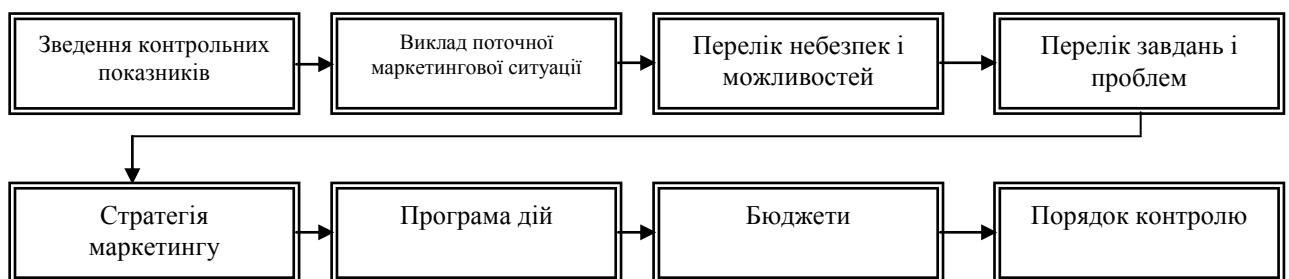 Зведення контрольних
показників
Виклад поточної
маркетингової ситуації
Перелік небезпек і
можливостей
Перелік завдань і
проблем
Стратегія
маркетингу
Програма дій
Бюджети
Порядок контролю